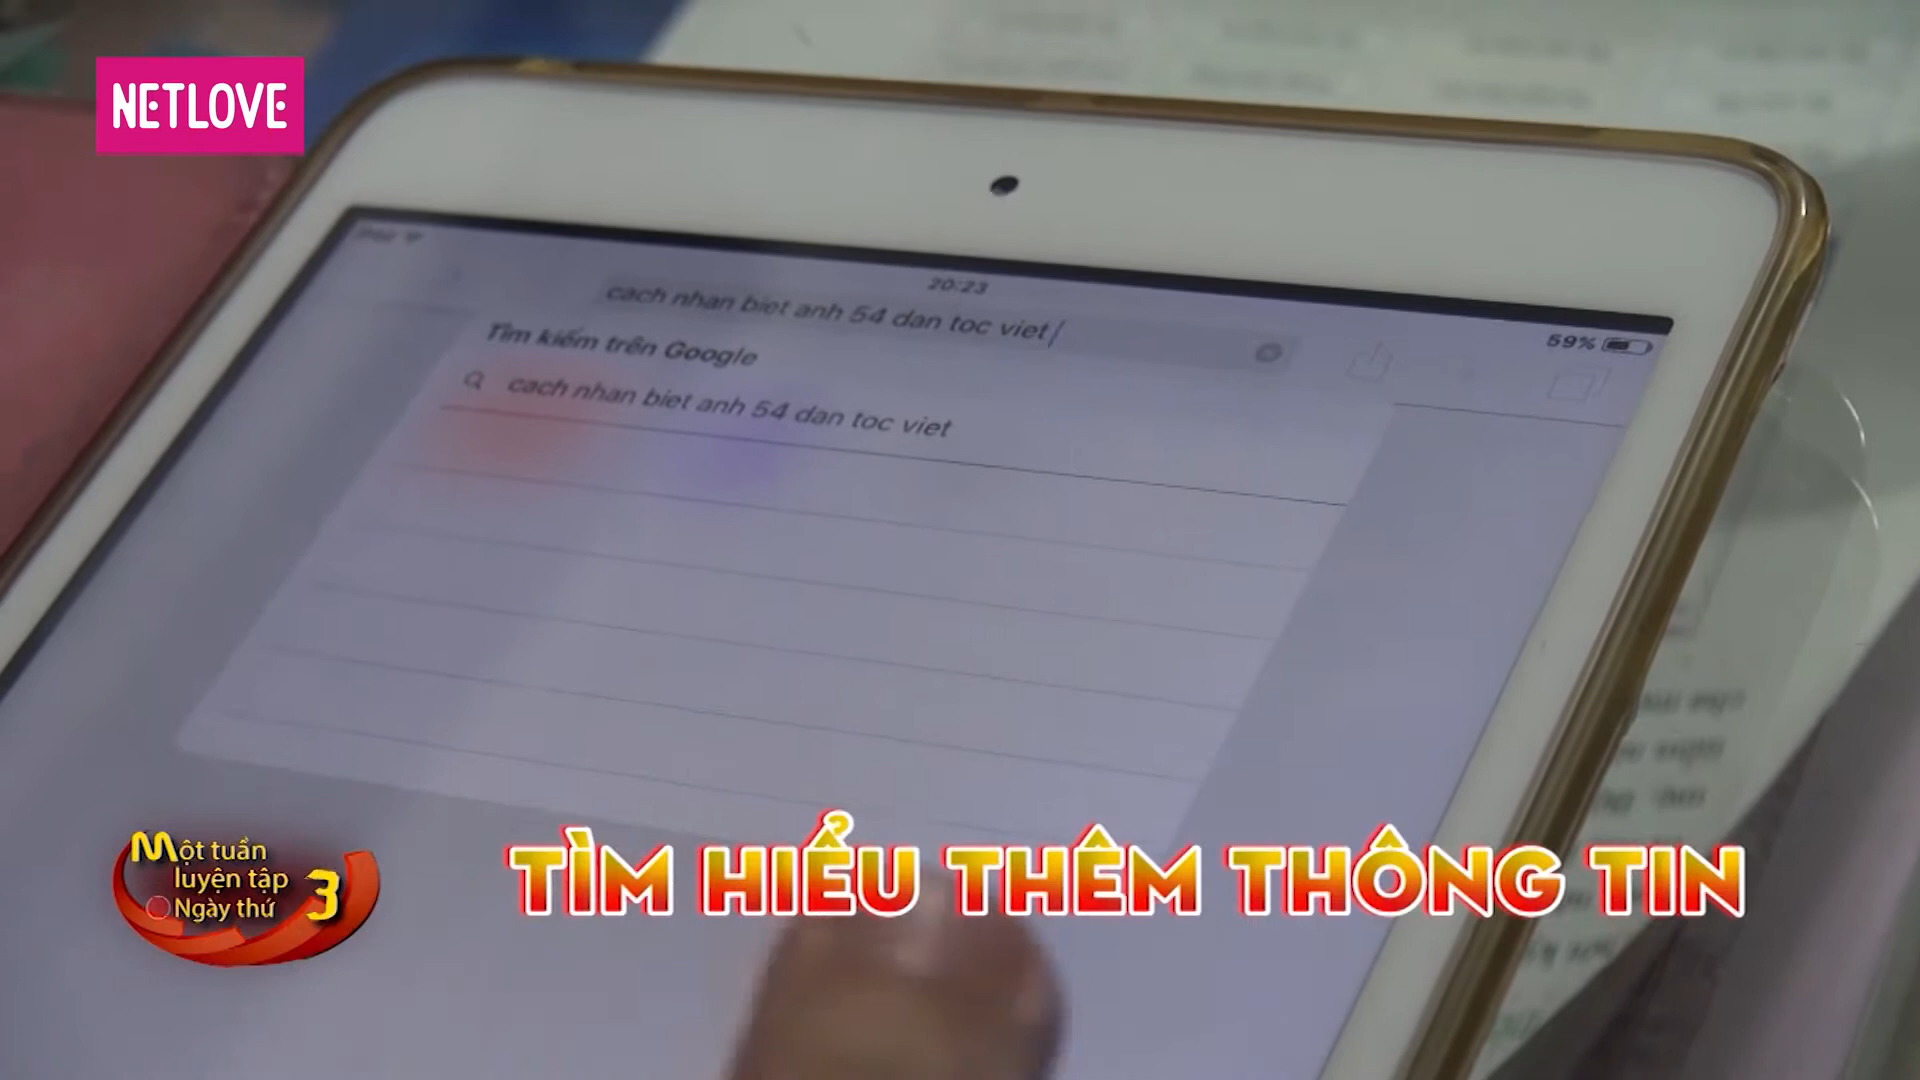 NETLOVE
20:23
59%
cach nhan biet anh 54 dan toc viet
Tìm kiếm trên Google
cach nhan biet anh 54 dan toc viet
Một tuần
luyện tập
Ngày thứ 3
TÌM HIỂU THÊM THÔNG TIN